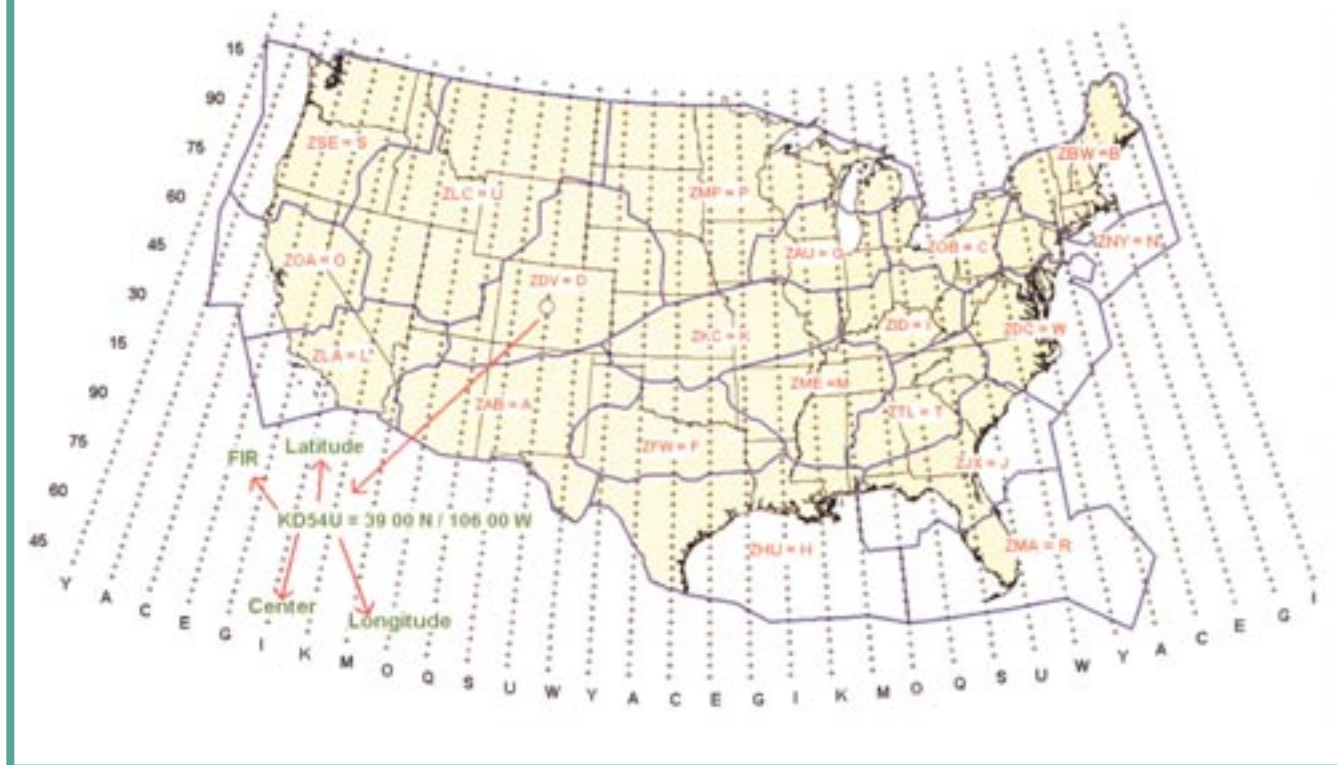 15
90
75
60
45
30
15
90
75
60
45
ZSE = S
ZLC = U
ZMP = P
ZBW = B
ZOA = O
ZDV = D
ZAU = G
ZOB = C
ZNY = N
ZLA = L
ZKC = K
ZID = I
ZDC = W
ZAB = A
ZME =M
ZTL = T
ZFW = F
ZJX = J
ZHU = H
ZMA = R
FIR
Latitude
KD54U = 39 00 N / 106 00 W
Center
Longitude
Y A C E G I K M O Q S U W Y A C E G I K M O Q S U W Y A C E G I